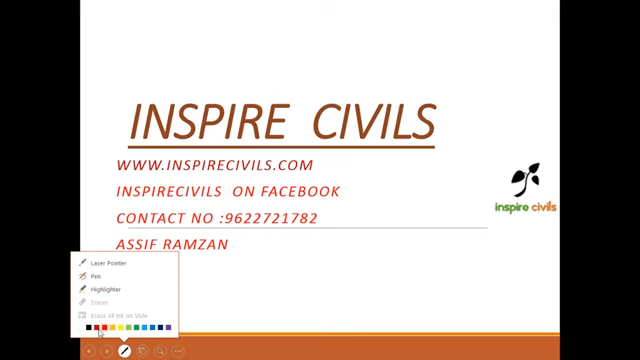 INSPIRE CIVILS
WWW.INSPIRECIVILS.COM
INSPIRECIVILS ON FACEBOOK
CONTACT NO :9622721782
ASSIF RAMZAN
inspire civils
Laser Pointer
Pen
Highlighter
Eraser
Erase All Ink on Slide